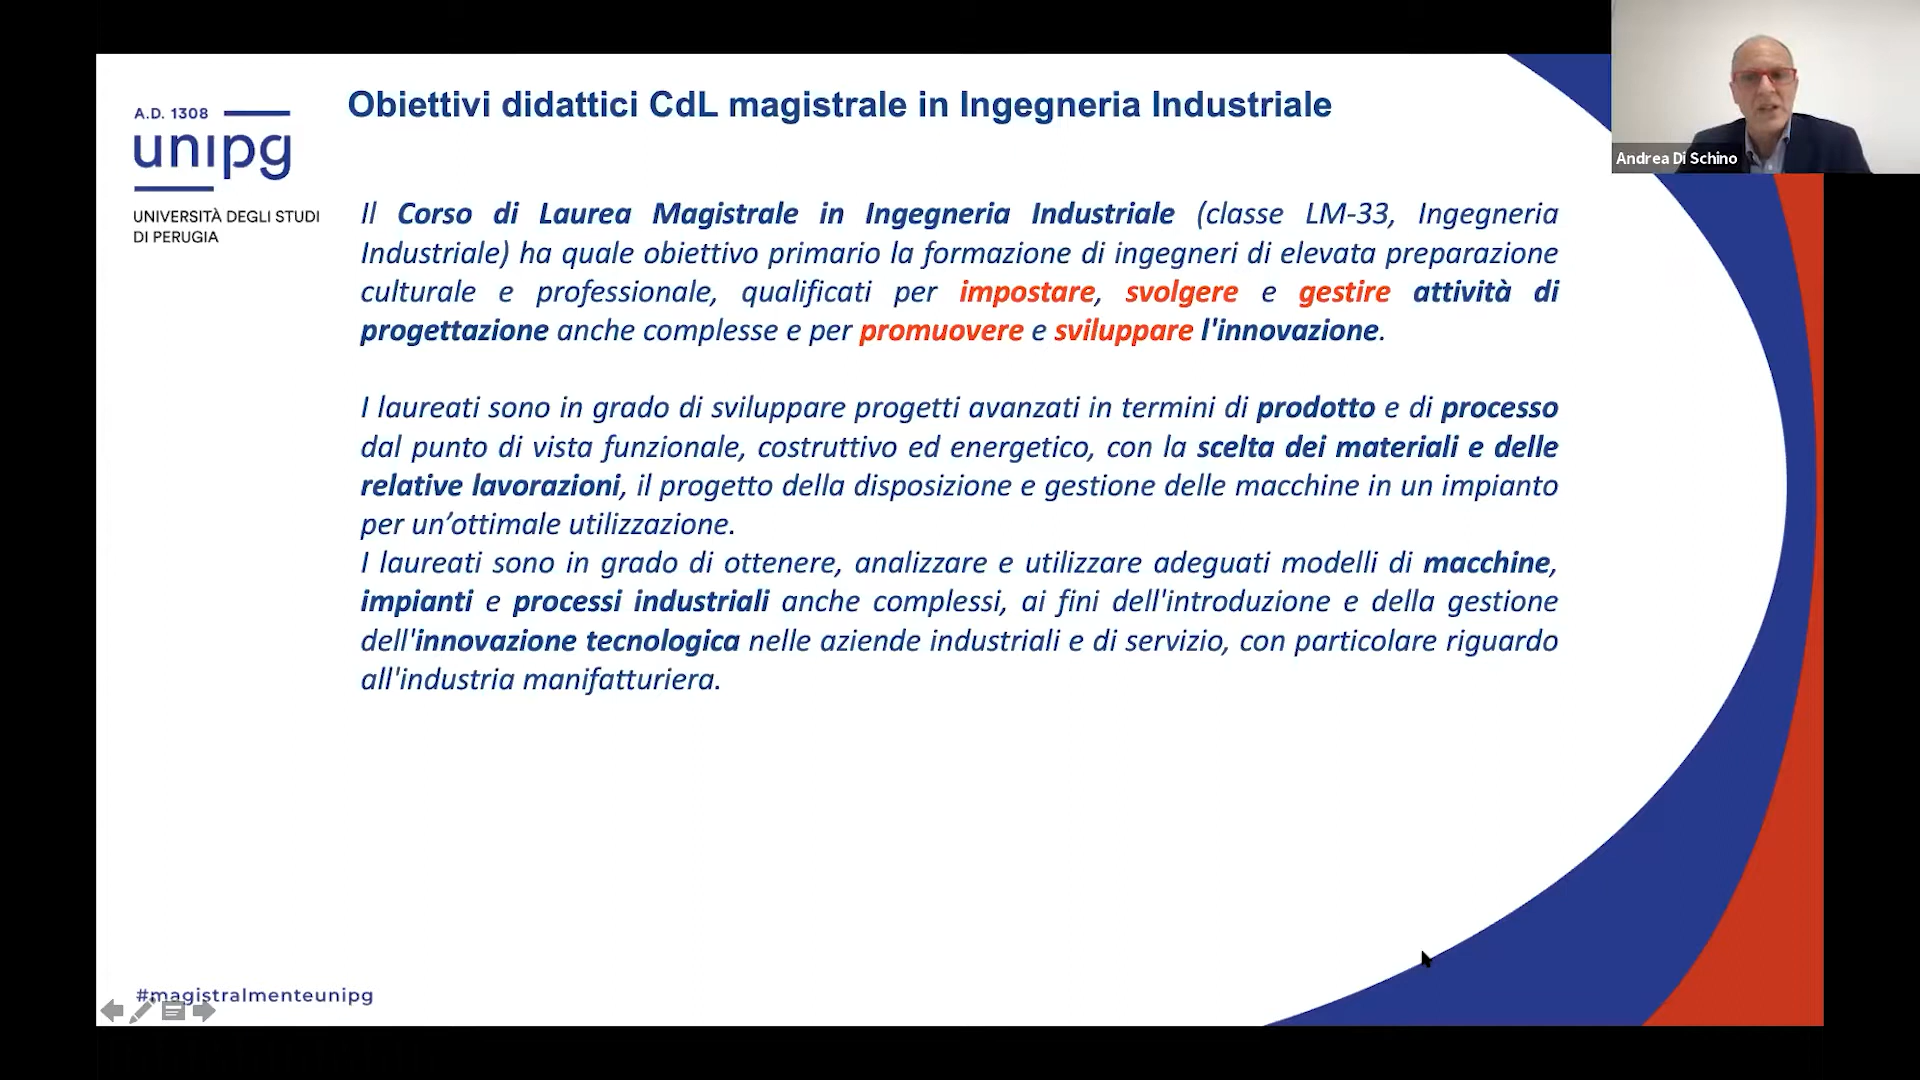 A.D. 1308
unipg
UNIVERSITÀ DEGLI STUDI
DI PERUGIA
Obiettivi didattici CdL magistrale in Ingegneria Industriale
Andrea Di Schino
Il Corso di Laurea Magistrale in Ingegneria Industriale (classe LM-33, Ingegneria
Industriale) ha quale obiettivo primario la formazione di ingegneri di elevata preparazione
culturale e professionale, qualificati per impostare, svolgere e gestire attività di
progettazione anche complesse e per promuovere e sviluppare l'innovazione.
I laureati sono in grado di sviluppare progetti avanzati in termini di prodotto e di processo
dal punto di vista funzionale, costruttivo ed energetico, con la scelta dei materiali e delle
relative lavorazioni, il progetto della disposizione e gestione delle macchine in un impianto
per un’ottimale utilizzazione.
I laureati sono in grado di ottenere, analizzare e utilizzare adeguati modelli di macchine,
impianti e processi industriali anche complessi, ai fini dell'introduzione e della gestione
dell'innovazione tecnologica nelle aziende industriali e di servizio, con particolare riguardo
all'industria manifatturiera.
#magistralmenteunipg